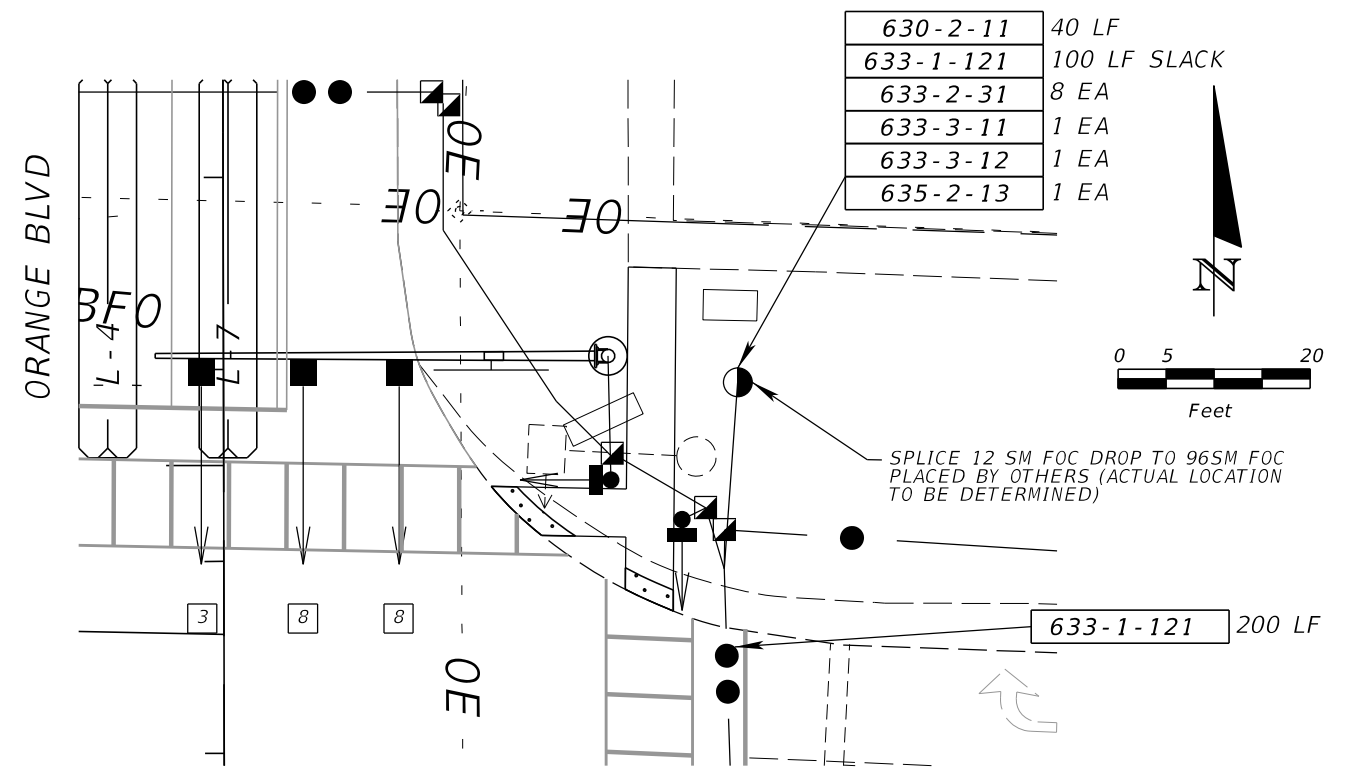 630-2-11 40 LF
633-1-121 100 LF SLACK
633-2-31 8 EA
633-3-11 1 EA
633-3-12 1 EA
635-2-13 1 EA
ORANGE BLVD
OE
OE
OE
BFO
L-4
L-7
N
0 5 20
Feet
SPLICE 12 SM FOC DROP TO 96SM FOC
PLACED BY OTHERS (ACTUAL LOCATION
TO BE DETERMINED)
3 8 8
633-1-121 200 LF
OE